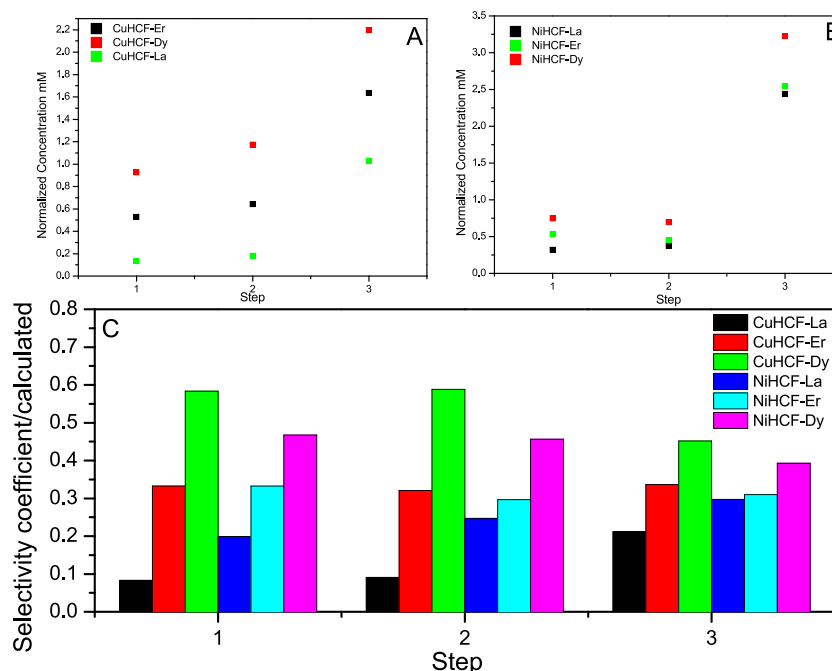 CuHCF-Er
CuHCF-Dy
CuHCF-La
A
2.2
2.0
1.8
1.6
1.4
1.2
1.0
0.8
0.6
0.4
0.2
0.0
Normalized Concentration mM
1 2 3
Step
NiHCF-La
NiHCF-Er
NiHCF-Dy
3.5
3.0
2.5
2.0
1.5
1.0
0.5
0.0
Normalized Concentration mM
1 2 3
Step
C
CuHCF-La
CuHCF-Er
CuHCF-Dy
NiHCF-La
NiHCF-Er
NiHCF-Dy
0.8
0.7
0.6
0.5
0.4
0.3
0.2
0.1
0.0
Selectivity coefficient/calculated
1 2 3
Step